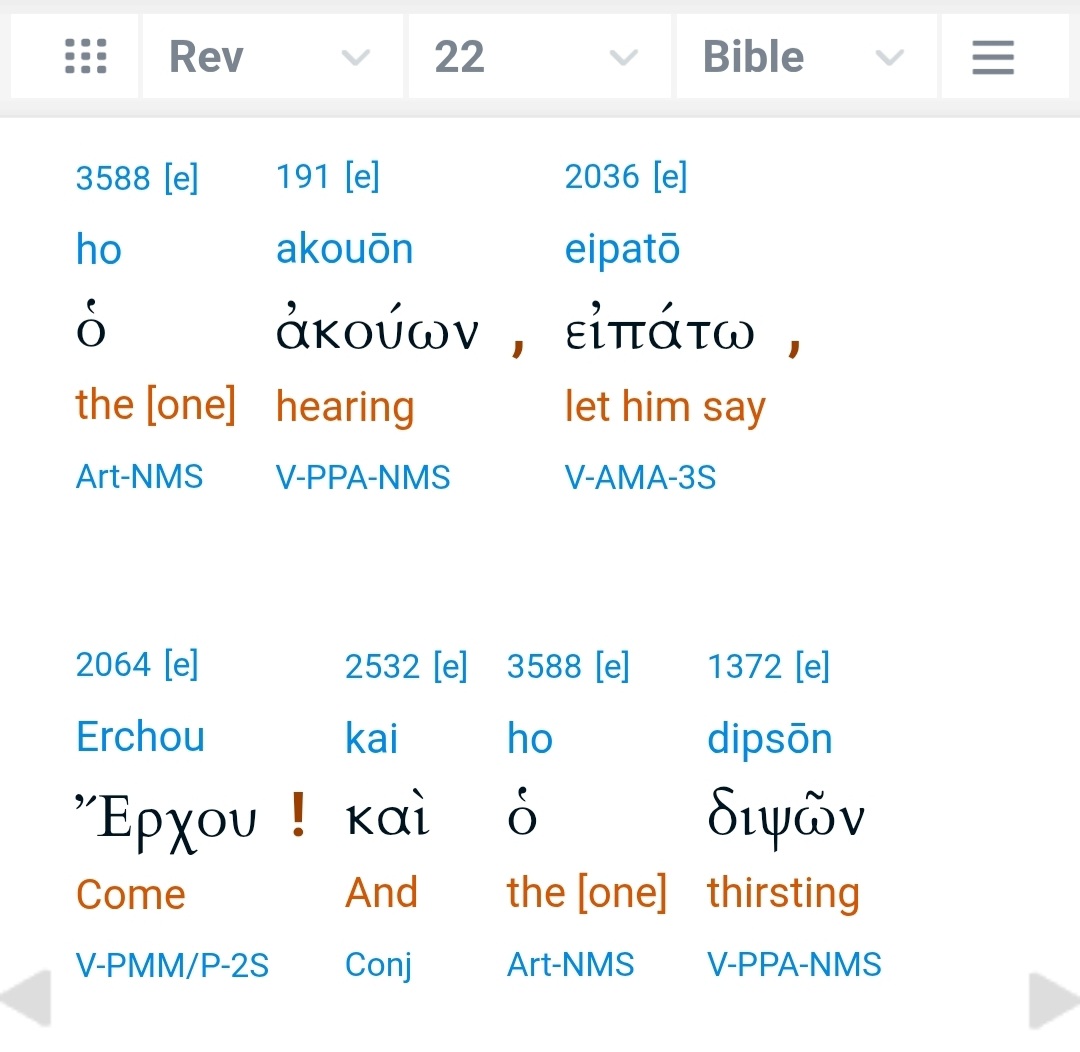 Rev 22 Bible
3588 [e] 191 [e] 2036 [e]
ho akouōn eipatō
ὁ ἀκούων , εἰπάτω ,
the [one] hearing let him say
Art-NMS V-PPA-NMS V-AMA-3S
2064 [e] 2532 [e] 3588 [e] 1372 [e]
Erchou kai ho dipsōn
Ἔρχου ! καὶ ὁ διψῶν
Come And the [one] thirsting
V-PMM/P-2S Conj Art-NMS V-PPA-NMS